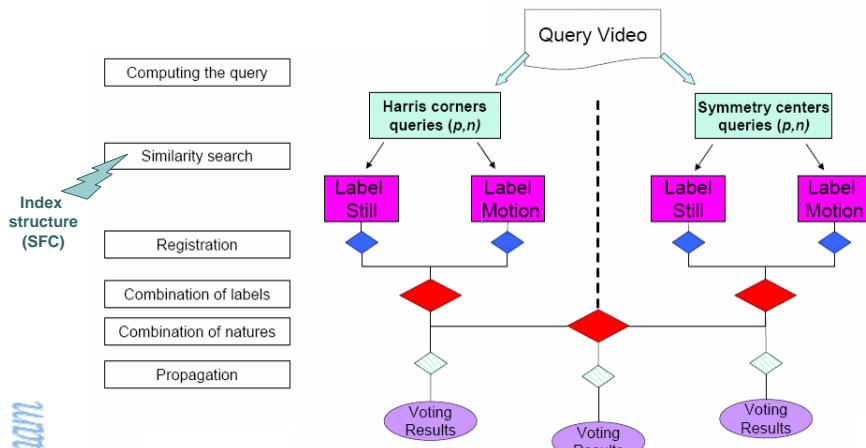 Query Video
Computing the query
Harris corners
queries (p,n)
Symmetry centers
queries (p,n)
Similarity search
Index
structure
(SFC)
Label
Still
Label
Motion
Label
Still
Label
Motion
Registration
Combination of labels
Combination of natures
Propagation
Voting
Results
Voting
Results
Voting
Results